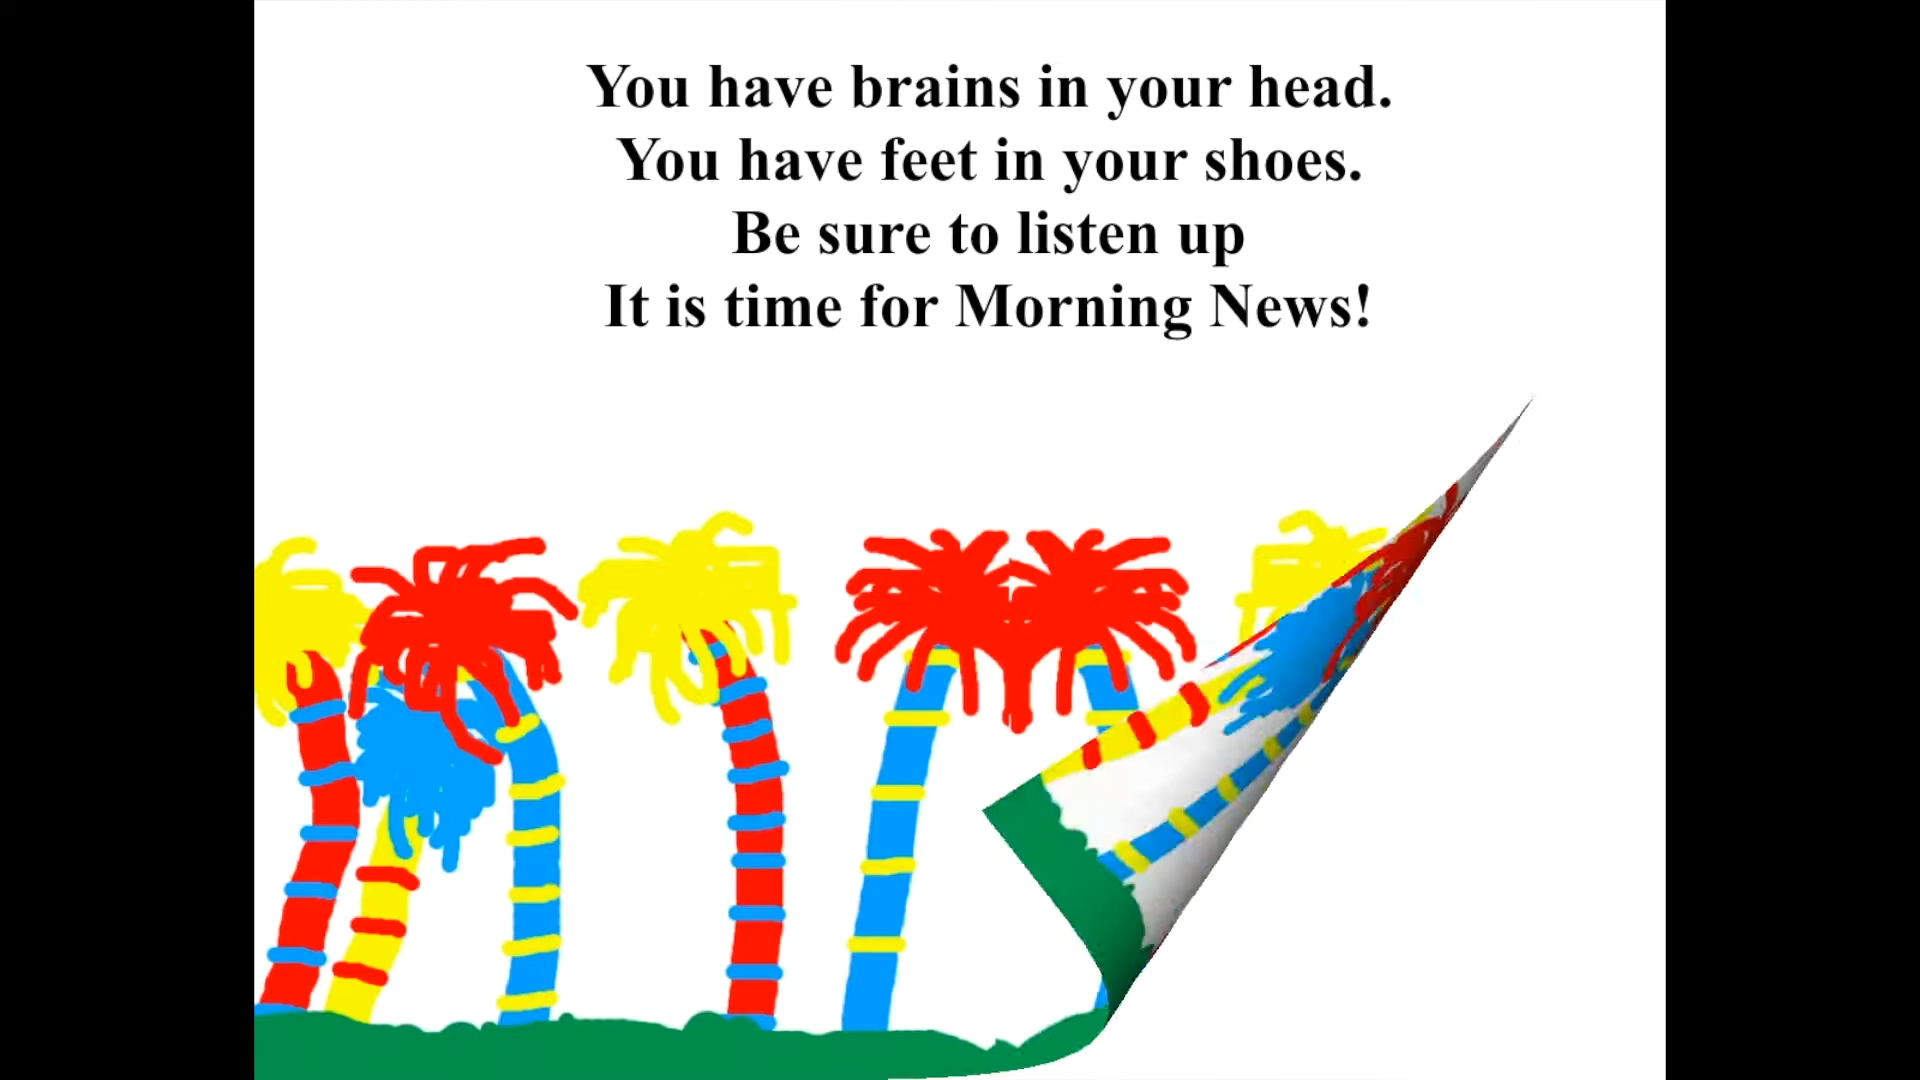 You have brains in your head.
You have feet in your shoes.
Be sure to listen up
It is time for Morning News!